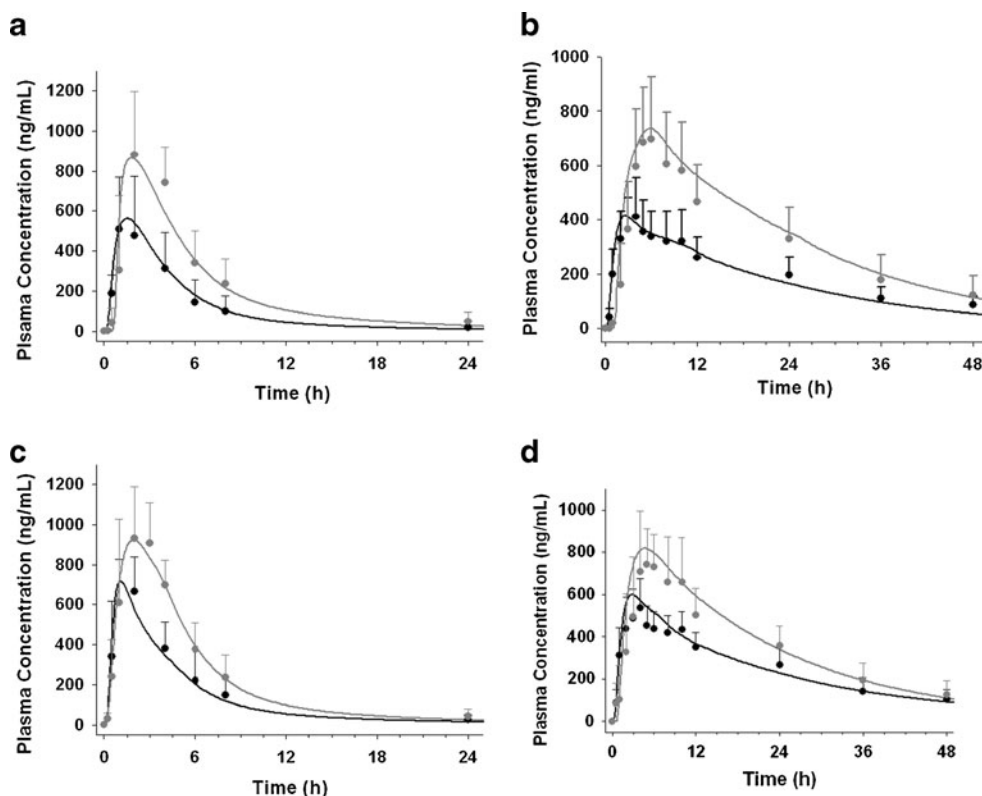 a
Plsama Concentration (ng/mL)
1200
1000
800
600
400
200
0
0 6 12 18 24
Time (h)
b
Plasma Concentration (ng/ml)
1000
800
600
400
200
0
0 12 24 36 48
Time (h)
c
Plasma Concentration (ng/mL)
1200
1000
800
600
400
200
0
0 6 12 18 24
Time (h)
d
Plasma Concentration (ng/mL)
1000
800
600
400
200
0
0 12 24 36 48
Time (h)